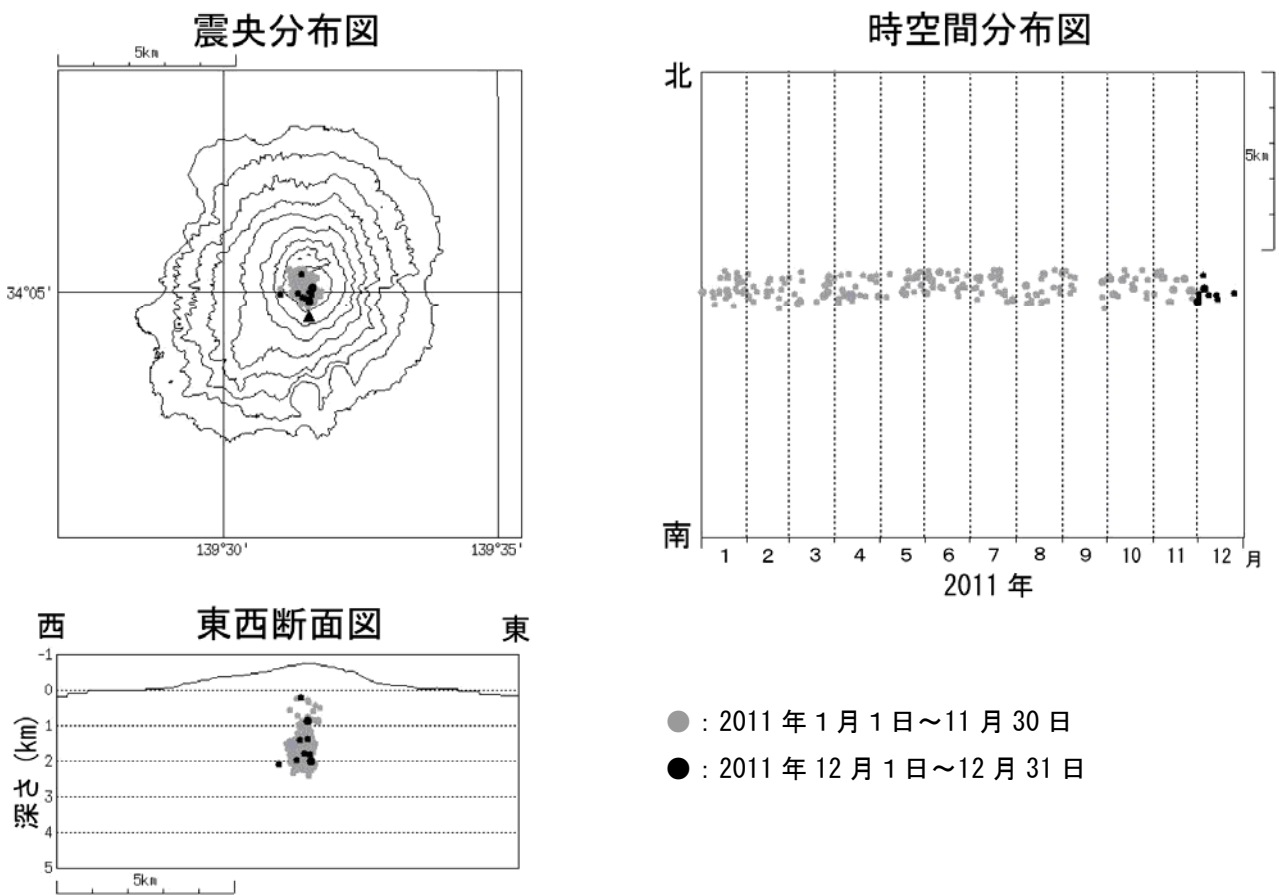 震央分布図
5km
34°05'
139°30'
139°35'
時空間分布図
北
5km
南
1 2 3 4 5 6 7 8 9 10 11 12 月
2011 年
西 東西断面図 東
-1
0
1
2
3
4
5
深さ (km)
5km
● : 2011 年 1 月 1 日～11 月 30 日
● : 2011 年 12 月 1 日～12 月 31 日